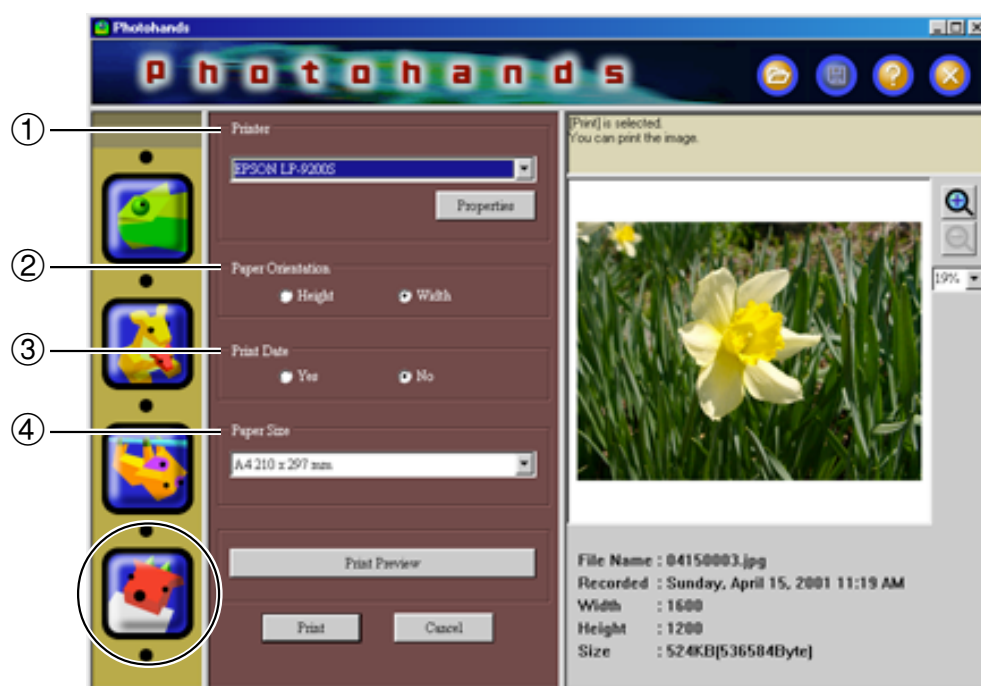 Photohands
Photohands
① Printer
EPSON LP-9200S
Properties
② Paper Orientation
Height Width
③ Print Date
Yes No
④ Paper Size
A4 210 x 297 mm
Print Preview
Print Cancel
[Print] is selected.
You can print the image.
19%
File Name : 04150003.jpg
Recorded : Sunday, April 15, 2001 11:19 AM
Width : 1600
Height : 1200
Size : 524KB[536584Byte]